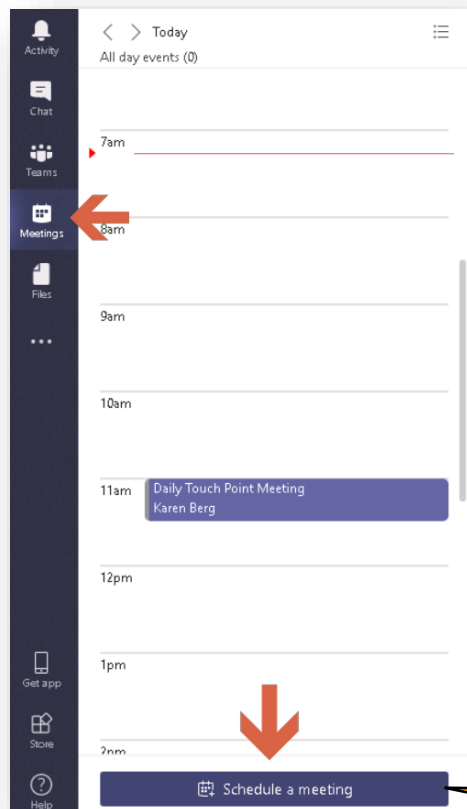 Activity
Chat
Teams
Meetings
Files
Get app
Store
Help
Today
All day events (0)
7am
8am
9am
10am
11am
Daily Touch Point Meeting
Karen Berg
12pm
1pm
2pm
Schedule a meeting